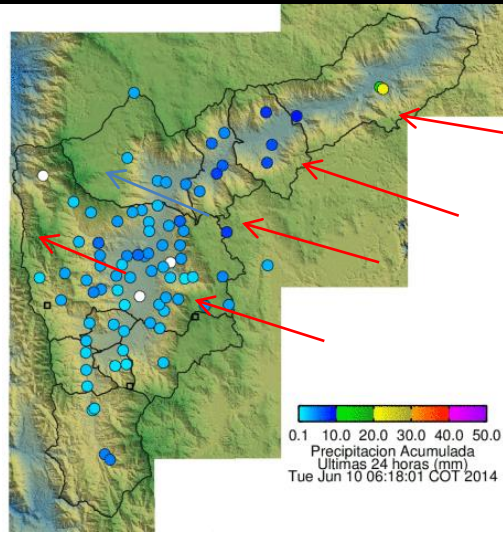 0.1 10.0 20.0 30.0 40.0 50.0
Precipitacion Acumulada
Ultimas 24 horas (mm)
Tue Jun 10 06:18:01 COT 2014